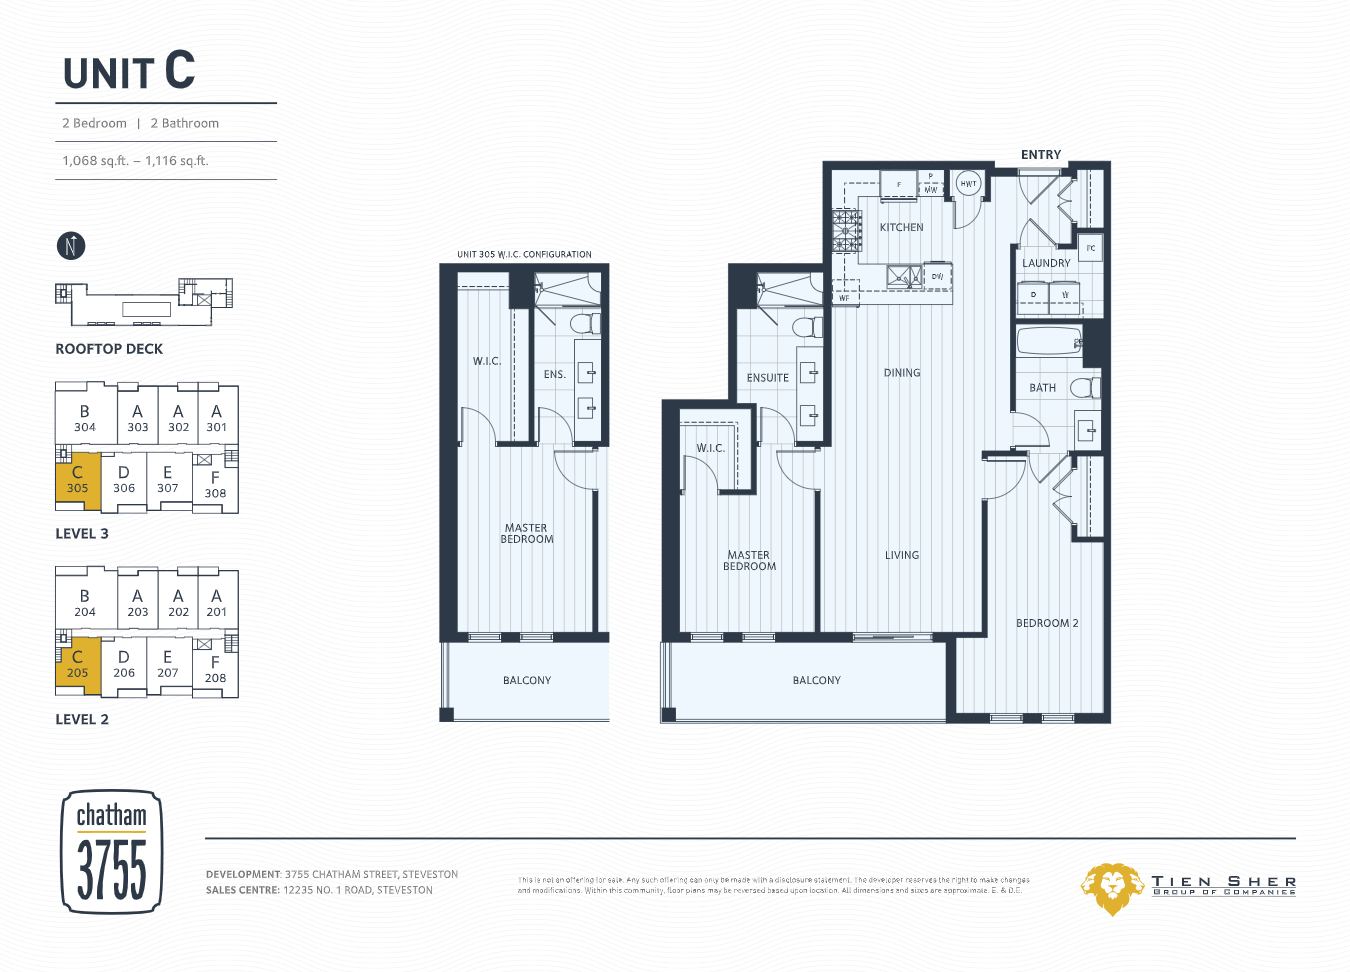 UNIT C
2 Bedroom | 2 Bathroom
1,068 sq.ft. – 1,116 sq.ft.
N
ROOFTOP DECK
B
304
A
303
A
302
A
301
C
305
D
306
E
307
F
308
LEVEL 3
B
204
A
203
A
202
A
201
C
205
D
206
E
207
F
208
LEVEL 2
UNIT 305 W.I.C. CONFIGURATION
W.I.C.
ENS.
MASTER
BEDROOM
BALCONY
ENTRY
F
P
MW
HWT
KITCHEN
DW
WF
LAUNDRY
PC
D
W
ENSUITE
DINING
BATH
W.I.C.
MASTER
BEDROOM
LIVING
BEDROOM 2
BALCONY
chatham
3755
DEVELOPMENT: 3755 CHATHAM STREET, STEVESTON
SALES CENTRE: 12235 NO. 1 ROAD, STEVESTON
This is not an offering for sale. Any such offering can only be made with a disclosure statement. The developer reserves the right to make changes
and modifications. Within this community, floor plans may be reversed based upon location. All dimensions and sizes are approximate. E. & O.E.
TIEN SHER
GROUP OF COMPANIES